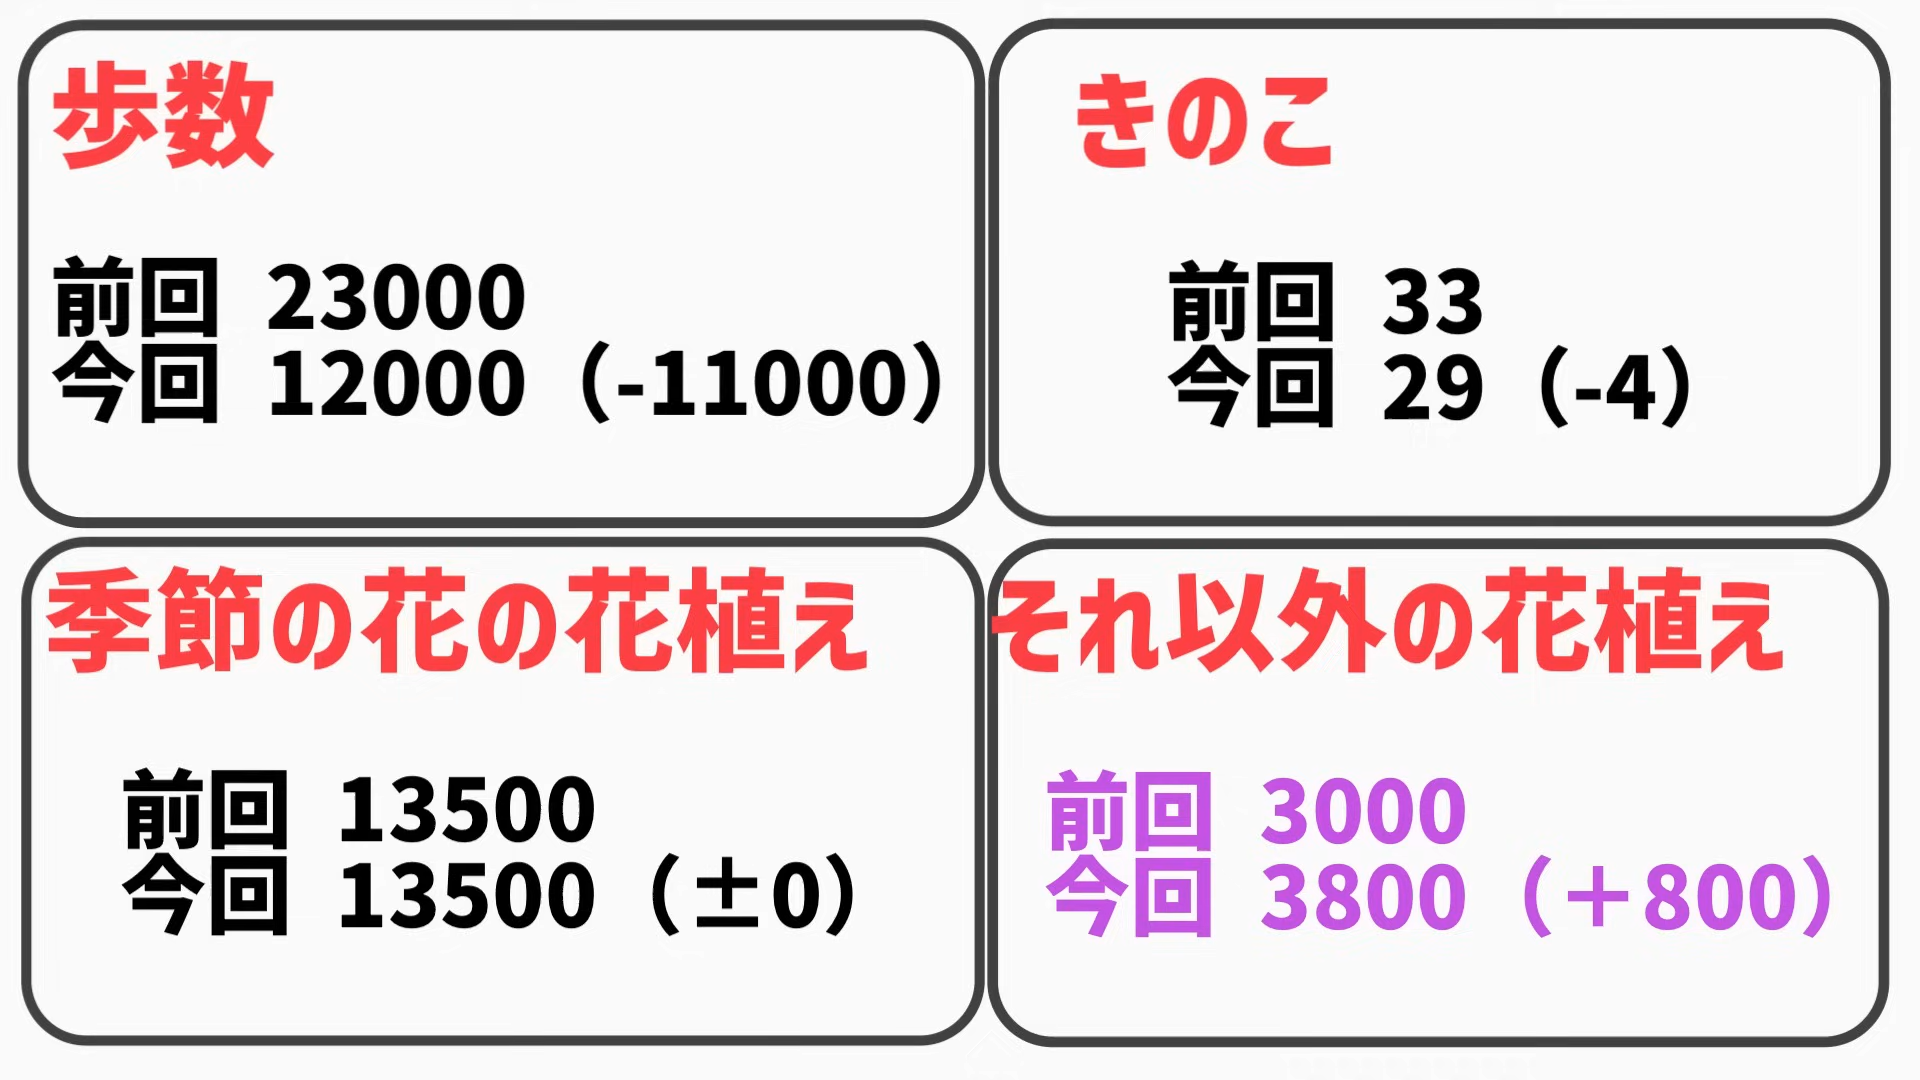 歩数
前回 23000
今回 12000（-11000）
きのこ
前回 33
今回 29（-4）
季節の花の花植え
前回 13500
今回 13500（±0）
それ以外の花植え
前回 3000
今回 3800（＋800）